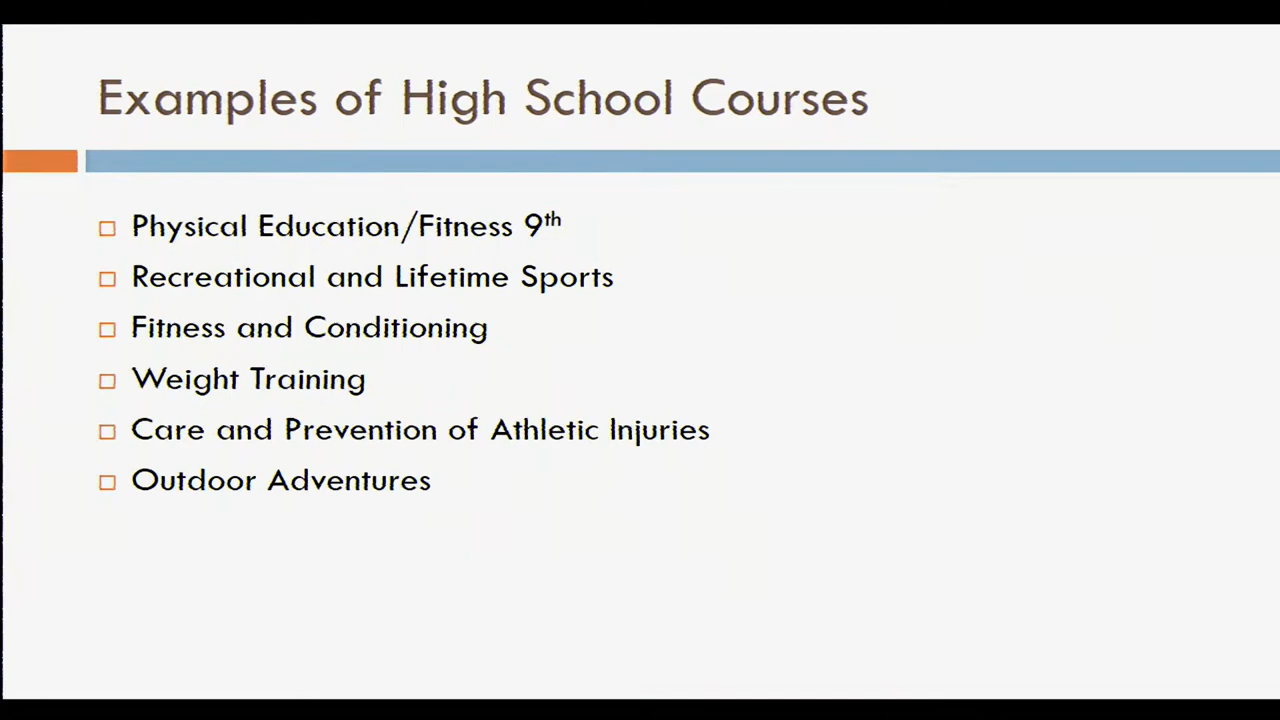 Examples of High School Courses
Physical Education/Fitness 9th
Recreational and Lifetime Sports
Fitness and Conditioning
Weight Training
Care and Prevention of Athletic Injuries
Outdoor Adventures